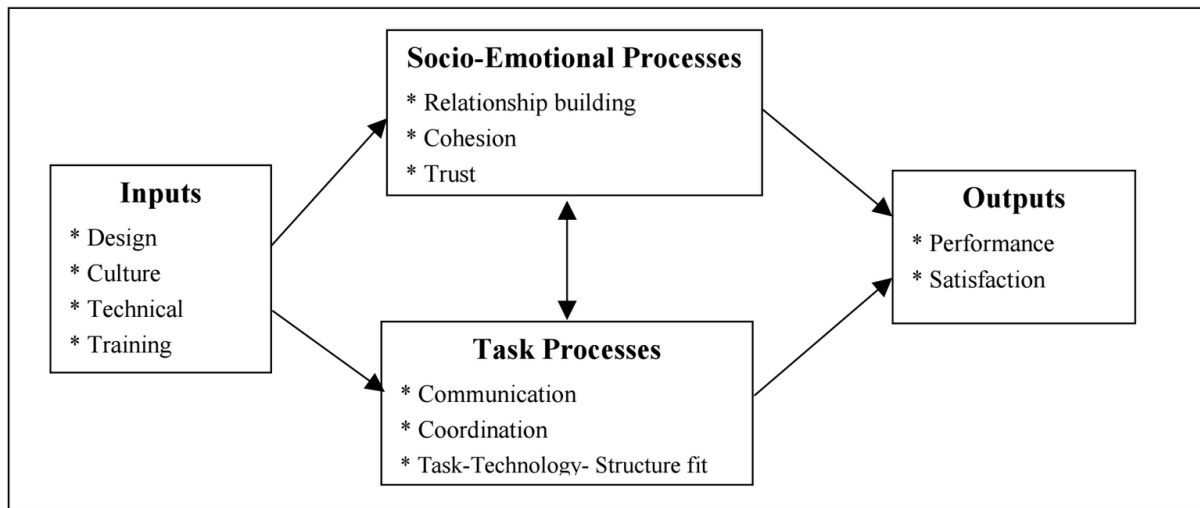 Socio-Emotional Processes
* Relationship building
* Cohesion
* Trust
Inputs
* Design
* Culture
* Technical
* Training
Task Processes
* Communication
* Coordination
* Task-Technology- Structure fit
Outputs
* Performance
* Satisfaction